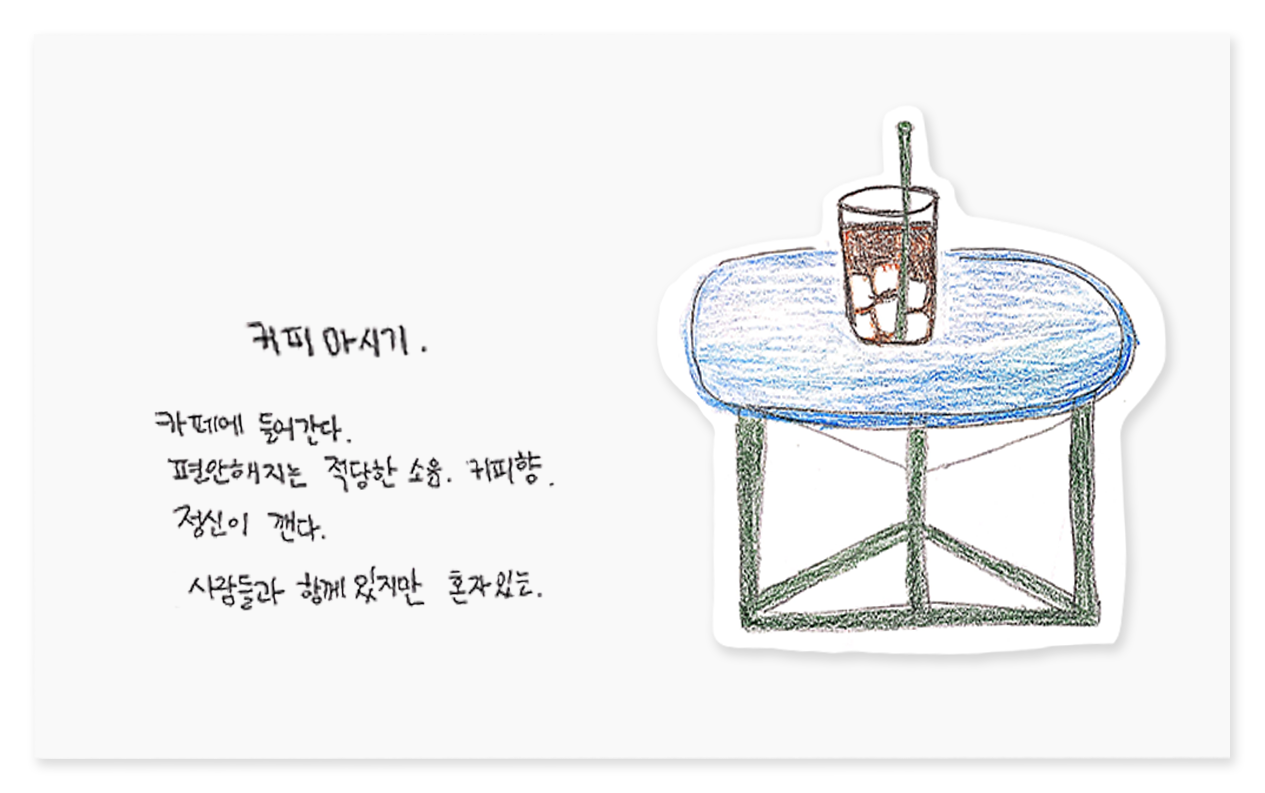 커피 마시기.
카페에 들어간다.
편안해지는 적당한 소음. 커피향.
정신이 깬다.
사람들과 함께 있지만 혼자있는.